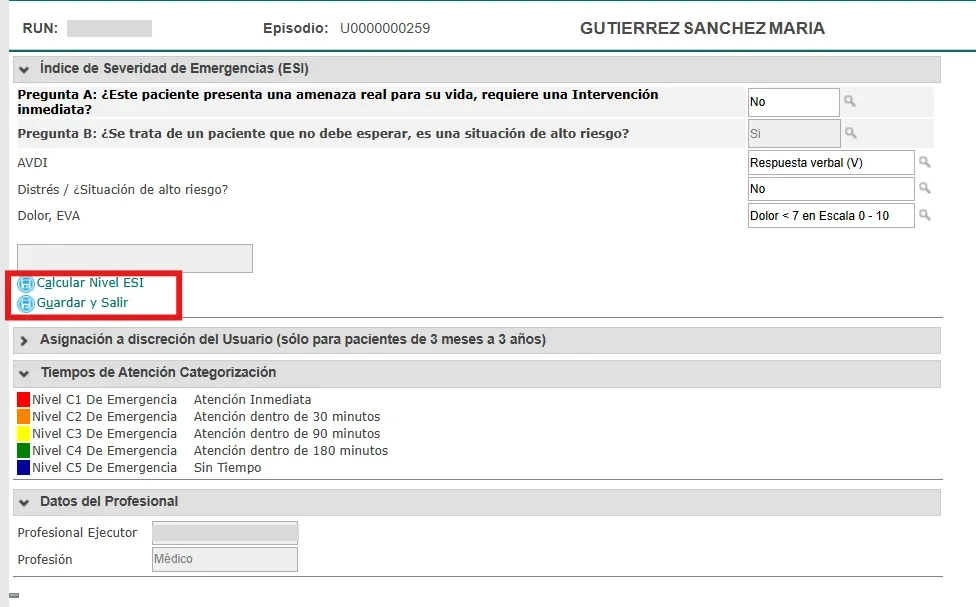 RUN: Episodio: U0000000259 GUTIERREZ SANCHEZ MARIA
Índice de Severidad de Emergencias (ESI)
Pregunta A: ¿Este paciente presenta una amenaza real para su vida, requiere una Intervención
inmediata?
No
Pregunta B: ¿Se trata de un paciente que no debe esperar, es una situación de alto riesgo?
Si
AVDI Respuesta verbal (V)
Distrés / ¿Situación de alto riesgo? No
Dolor, EVA Dolor < 7 en Escala 0 - 10
Calcular Nivel ESI
Guardar y Salir
Asignación a discreción del Usuario (sólo para pacientes de 3 meses a 3 años)
Tiempos de Atención Categorización
Nivel C1 De Emergencia Atención Inmediata
Nivel C2 De Emergencia Atención dentro de 30 minutos
Nivel C3 De Emergencia Atención dentro de 90 minutos
Nivel C4 De Emergencia Atención dentro de 180 minutos
Nivel C5 De Emergencia Sin Tiempo
Datos del Profesional
Profesional Ejecutor
Profesión Médico